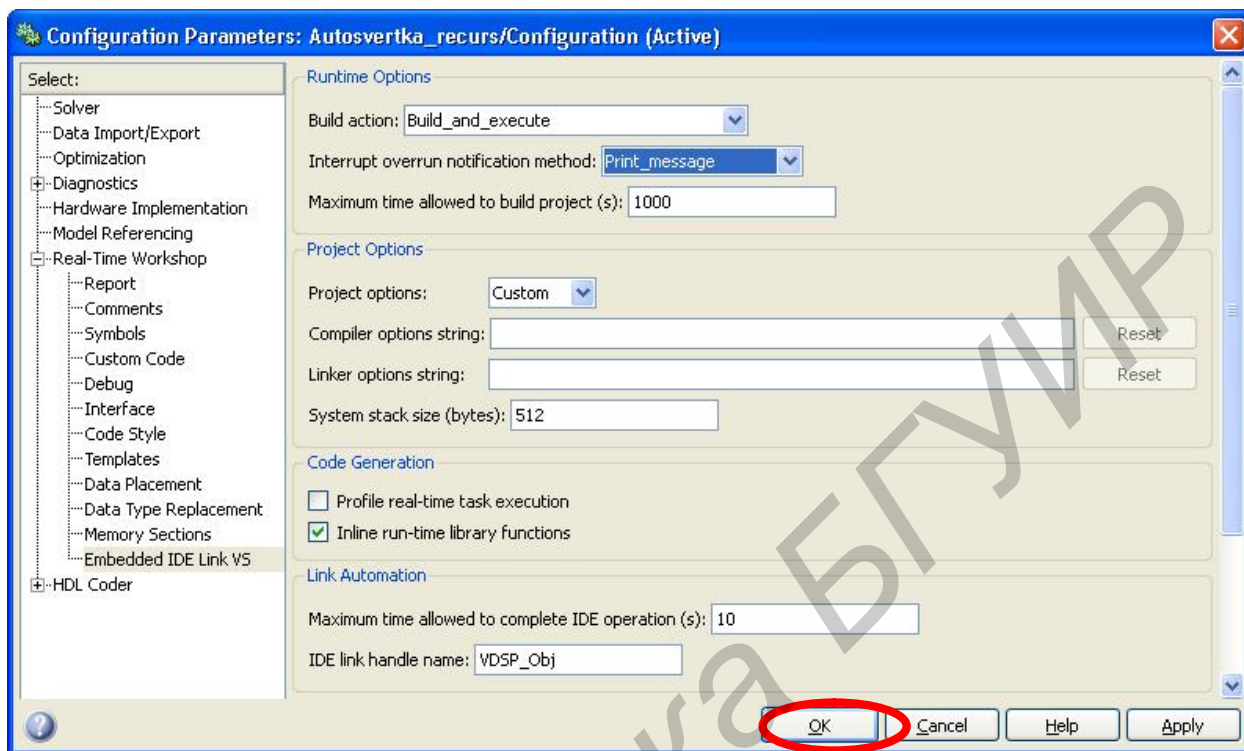 Configuration Parameters: Autosvertka_recurs/Configuration (Active)
Select:
Solver
Data Import/Export
Optimization
Diagnostics
Hardware Implementation
Model Referencing
Real-Time Workshop
Report
Comments
Symbols
Custom Code
Debug
Interface
Code Style
Templates
Data Placement
Data Type Replacement
Memory Sections
Embedded IDE Link VS
HDL Coder
Runtime Options
Build action: Build_and_execute
Interrupt overrun notification method: Print_message
Maximum time allowed to build project (s): 1000
Project Options
Project options: Custom
Compiler options string: Reset
Linker options string: Reset
System stack size (bytes): 512
Code Generation
Profile real-time task execution
Inline run-time library functions
Link Automation
Maximum time allowed to complete IDE operation (s): 10
IDE link handle name: VDSP_Obj
OK Cancel Help Apply
ка БГУИР